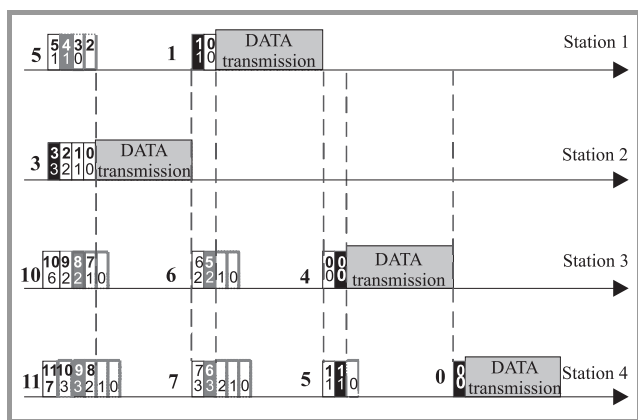 5 4 3 2
5 1 1 0
1 0
1 1 0
DATA
transmission
Station 1
3 2 1 0
3 3 2 1 0
DATA
transmission
Station 2
10 9 8 7
10 6 2 2 1 0
6 5
6 2 2 1 0
0 0
4 0 0
DATA
transmission
Station 3
11 10 9 8
11 7 3 3 2 1 0
7 6
7 3 3 2 1 0
1 1
5 1 1 0
0
0 0
DATA
transmission
Station 4